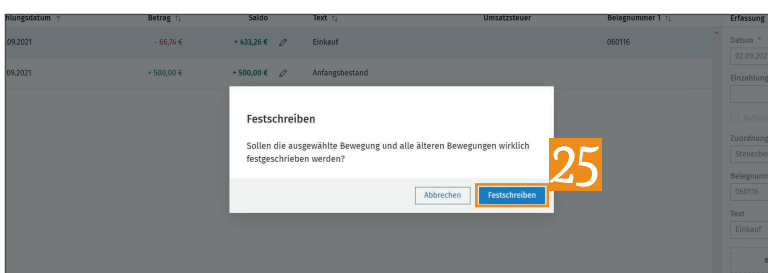 hlungsdatum ↑ Betrag ↑↓ Saldo Text ↑↓ Umsatzsteuer Belegnummer 1 ↑↓ Erfassung
Datum *
09.2021 - 66,74 € + 433,26 € Einkauf 060116
02.09.202
Einzahlung
09.2021 + 500,00 € + 500,00 € Anfangsbestand
Festschreiben
Zuordnung
Sollen die ausgewählte Bewegung und alle älteren Bewegungen wirklich
festgeschrieben werden?
Steuerbe
25
Belegnumm
Abbrechen Festschreiben
060116
Text
Einkauf